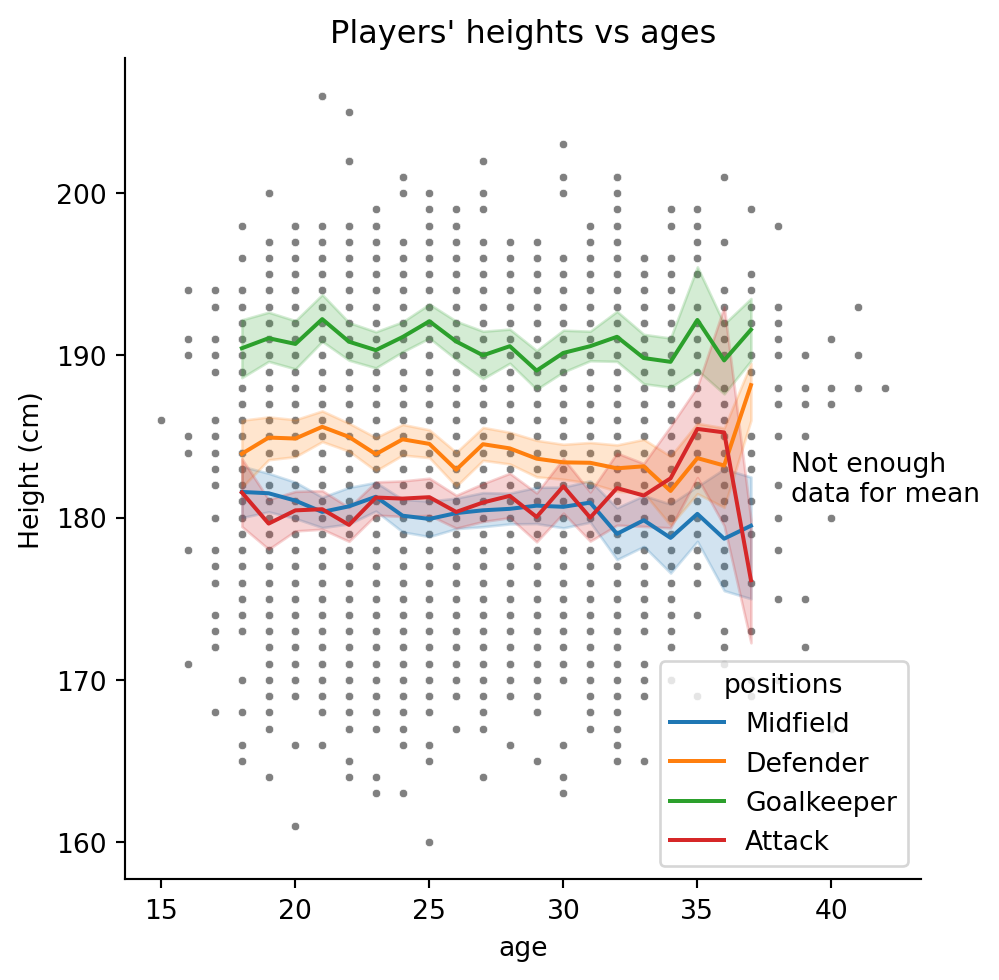 Players' heights vs ages
Height (cm)
200
190
180
170
160
Not enough
data for mean
positions
Midfield
Defender
Goalkeeper
Attack
15
20
25
30
35
40
age